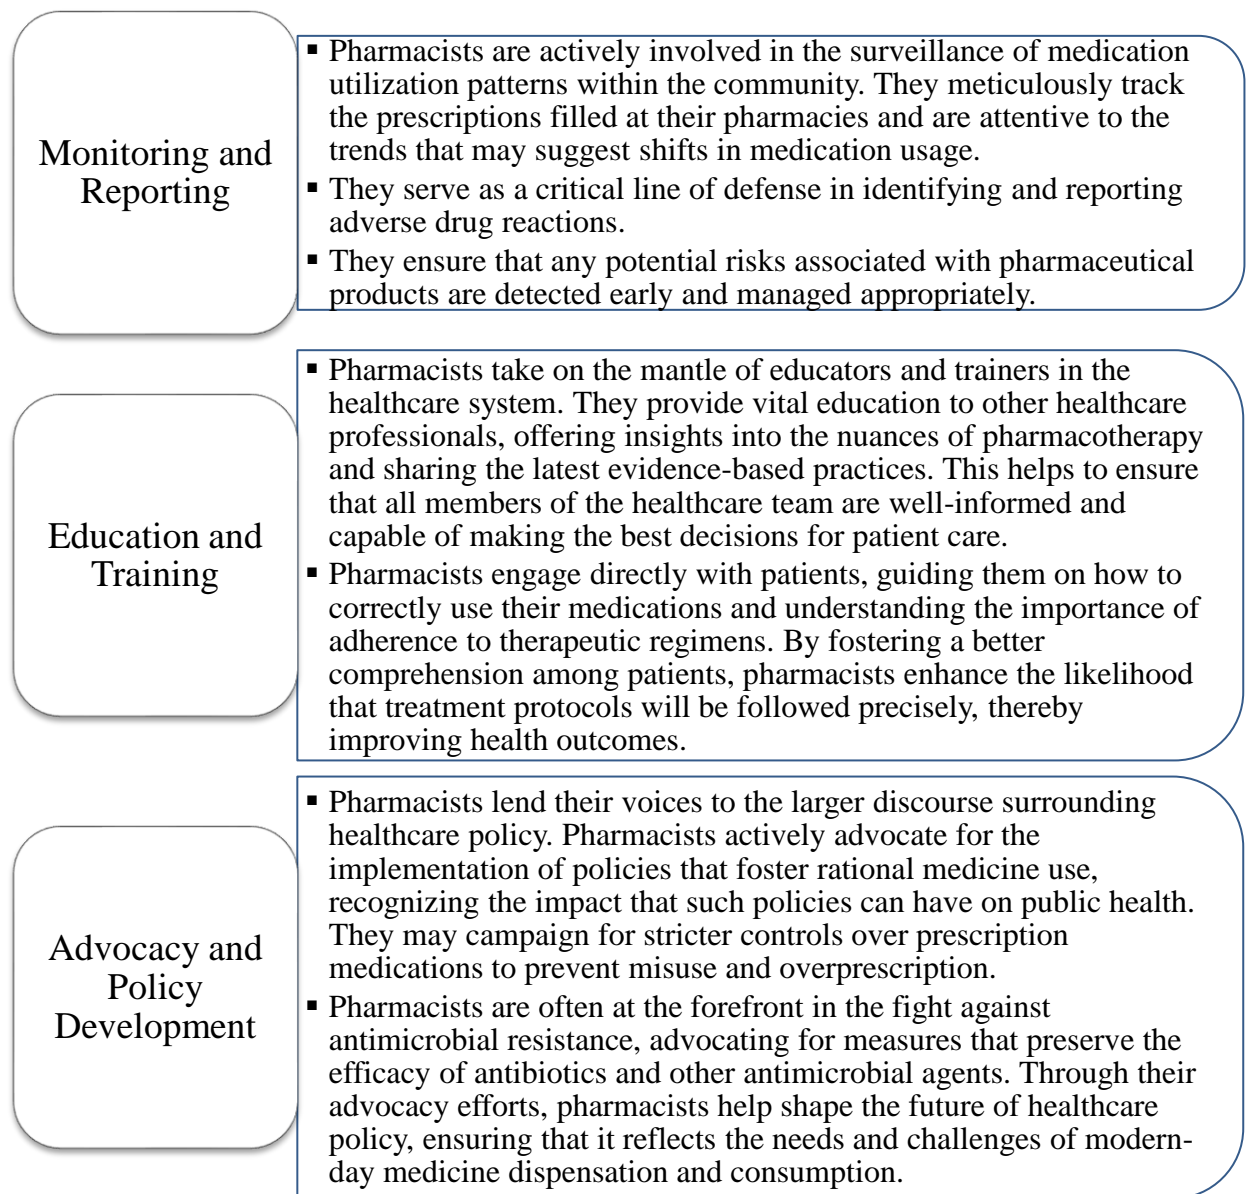 Monitoring and
Reporting
▪ Pharmacists are actively involved in the surveillance of medication
utilization patterns within the community. They meticulously track
the prescriptions filled at their pharmacies and are attentive to the
trends that may suggest shifts in medication usage.
▪ They serve as a critical line of defense in identifying and reporting
adverse drug reactions.
▪ They ensure that any potential risks associated with pharmaceutical
products are detected early and managed appropriately.
Education and
Training
▪ Pharmacists take on the mantle of educators and trainers in the
healthcare system. They provide vital education to other healthcare
professionals, offering insights into the nuances of pharmacotherapy
and sharing the latest evidence-based practices. This helps to ensure
that all members of the healthcare team are well-informed and
capable of making the best decisions for patient care.
▪ Pharmacists engage directly with patients, guiding them on how to
correctly use their medications and understanding the importance of
adherence to therapeutic regimens. By fostering a better
comprehension among patients, pharmacists enhance the likelihood
that treatment protocols will be followed precisely, thereby
improving health outcomes.
Advocacy and
Policy
Development
▪ Pharmacists lend their voices to the larger discourse surrounding
healthcare policy. Pharmacists actively advocate for the
implementation of policies that foster rational medicine use,
recognizing the impact that such policies can have on public health.
They may campaign for stricter controls over prescription
medications to prevent misuse and overprescription.
▪ Pharmacists are often at the forefront in the fight against
antimicrobial resistance, advocating for measures that preserve the
efficacy of antibiotics and other antimicrobial agents. Through their
advocacy efforts, pharmacists help shape the future of healthcare
policy, ensuring that it reflects the needs and challenges of modern-
day medicine dispensation and consumption.